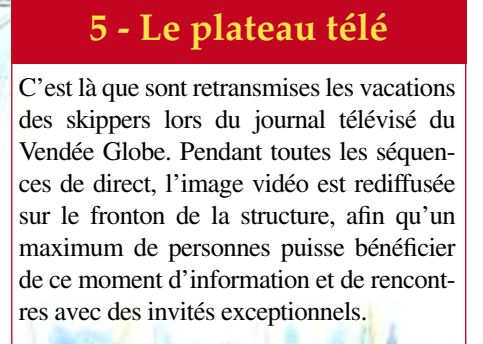 5 - Le plateau télé
C'est là que sont retransmises les vacations
des skippers lors du journal télévisé du
Vendée Globe. Pendant toutes les séquen-
ces de direct, l'image vidéo est rediffusée
sur le fronton de la structure, afin qu'un
maximum de personnes puisse bénéficier
de ce moment d'information et de rencont-
res avec des invités exceptionnels.